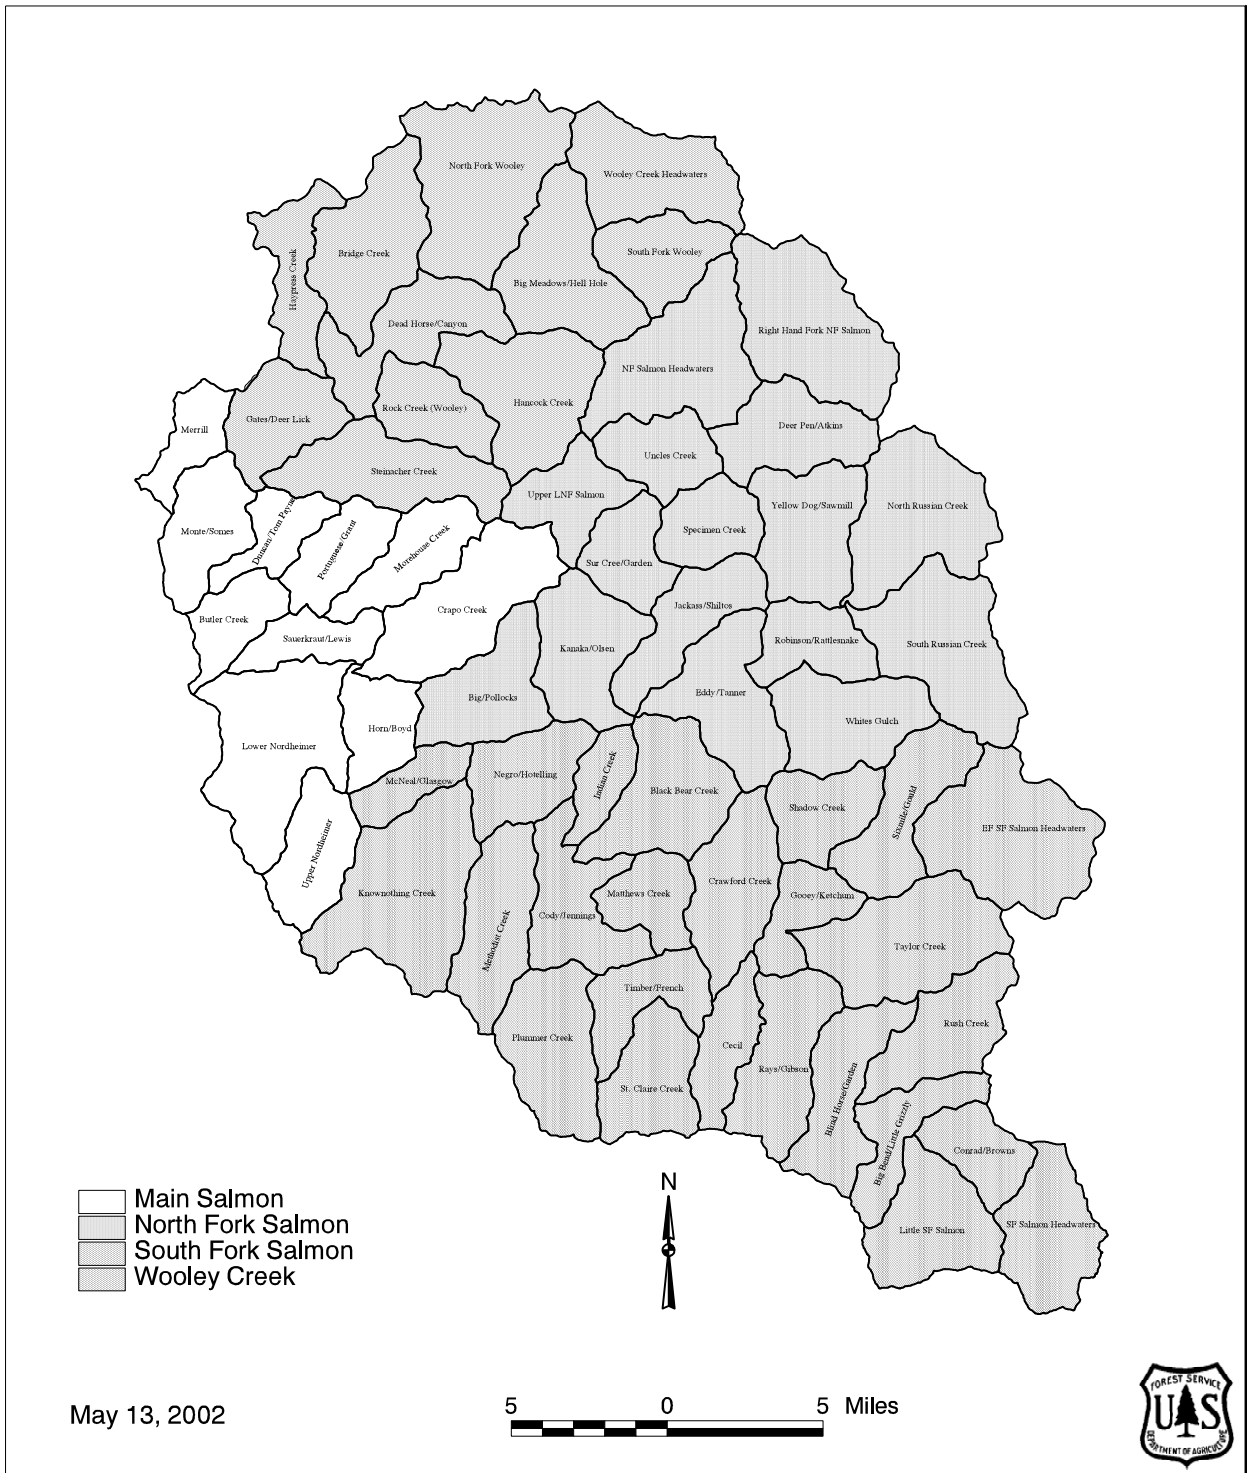 North Fork Wooley
Wooley Creek Headwaters
Bridge Creek
South Fork Wooley
Haypress Creek
Big Meadows/Hell Hole
Dead Horse/Canyon
Right Hand Fork NF Salmon
NF Salmon Headwaters
Rock Creek (Wooley)
Hancock Creek
Gates/Deer Lick
Merrill
Deer Pen/Atkins
Uncles Creek
Steinacher Creek
Upper LNF Salmon
Yellow Dog/Sawmill
North Russian Creek
Monte/Somes
Duncan/Tom Payne
Portuguese/Grant
Morehouse Creek
Specimen Creek
Sur Cree/Garden
Jackass/Shiltos
Crapo Creek
Butler Creek
Sauerkraut/Lewis
Kanaka/Olsen
Robinson/Rattlesnake
South Russian Creek
Big/Pollocks
Eddy/Tanner
Whites Gulch
Horn/Boyd
Lower Nordheimer
McNeal/Glasgow
Negro/Hotelling
Indian Creek
Black Bear Creek
Shadow Creek
Sixmile/Gould
EF SF Salmon Headwaters
Upper Nordheimer
Knownothing Creek
Methodist Creek
Cody/Jennings
Matthews Creek
Crawford Creek
Gooey/Ketchum
Taylor Creek
Timber/French
Plummer Creek
Cecil
Rush Creek
Rays/Gibson
St. Claire Creek
Blind Horse/Garden
Big Bend/Little Grizzly
Conrad/Browns
Little SF Salmon
SF Salmon Headwaters
Main Salmon
North Fork Salmon
South Fork Salmon
Wooley Creek
N
May 13, 2002
5 0 5 Miles
FOREST SERVICE
U S
DEPARTMENT OF AGRICULTURE